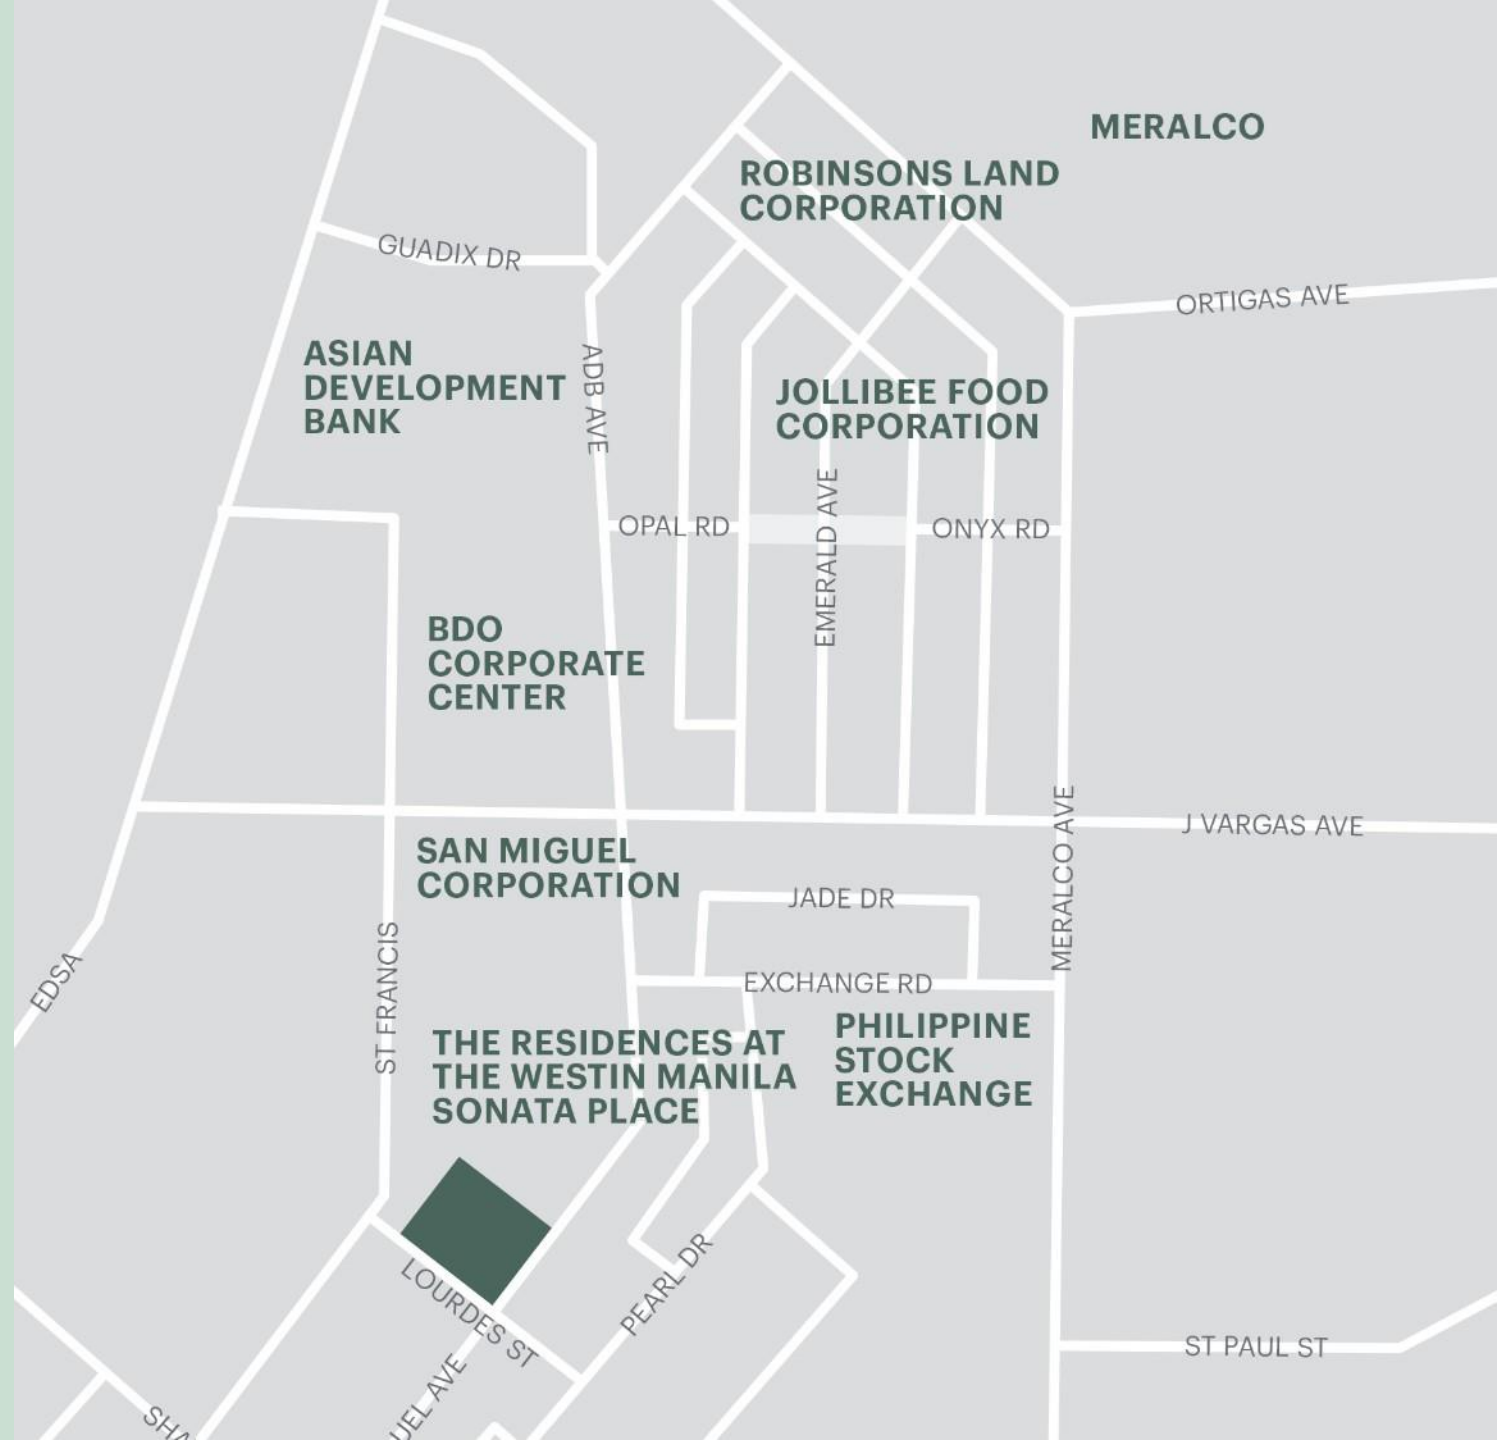 MERALCO
ROBINSONS LAND
CORPORATION
GUADIX DR
ORTIGAS AVE
ASIAN
DEVELOPMENT
BANK
ADB AVE
JOLLIBEE FOOD
CORPORATION
OPAL RD
EMERALD AVE
ONYX RD
BDO
CORPORATE
CENTER
J VARGAS AVE
MERALCO AVE
SAN MIGUEL
CORPORATION
JADE DR
EDSA
ST FRANCIS
EXCHANGE RD
THE RESIDENCES AT
THE WESTIN MANILA
SONATA PLACE
PHILIPPINE
STOCK
EXCHANGE
LOURDES ST
PEARL DR
ST PAUL ST
UEL AVE
SHA